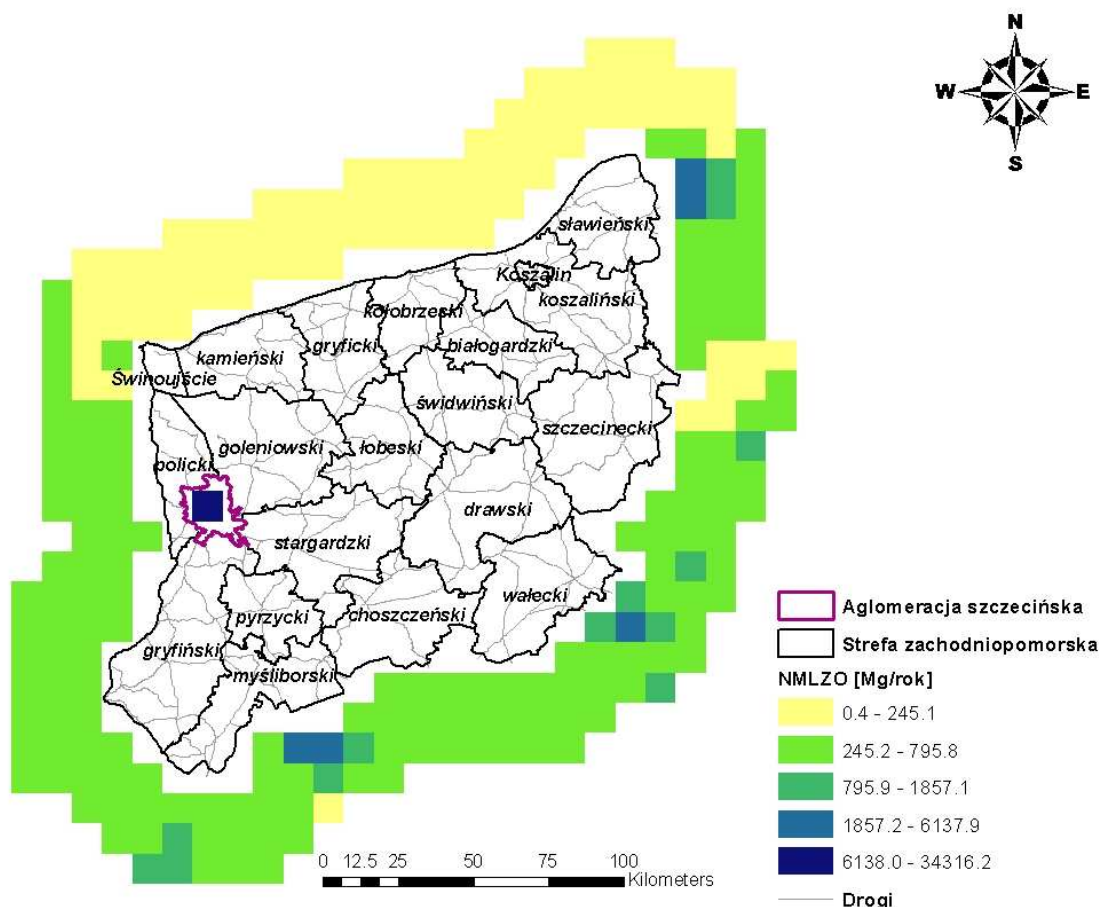 N
W E
S
sławieński
Koszalin
koszaliński
kołobrzeski
białogardzki
gryficki
kamieński
Świnoujście
świdwiński
szczecinecki
goleniowski
łobeski
policki
drawski
stargardzki
wałecki
choszczeński
pyrzycki
gryfiński
myśliborski
Aglomeracja szczecińska
Strefa zachodniopomorska
NMLZO [Mg/rok]
0.4 - 245.1
245.2 - 795.8
795.9 - 1857.1
1857.2 - 6137.9
6138.0 - 34316.2
Drogi
0 12.5 25 50 75 100
Kilometers